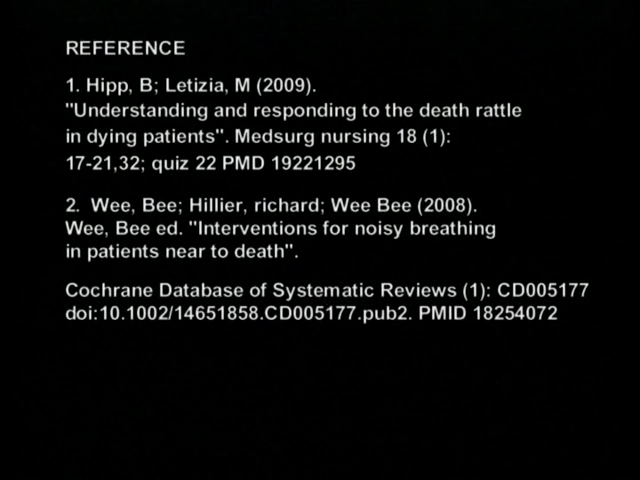 REFERENCE
1. Hipp, B; Letizia, M (2009).
"Understanding and responding to the death rattle
in dying patients". Medsurg nursing 18 (1):
17-21,32; quiz 22 PMD 19221295
2.  Wee, Bee; Hillier, richard; Wee Bee (2008).
Wee, Bee ed. "Interventions for noisy breathing
in patients near to death".
Cochrane Database of Systematic Reviews (1): CD005177
doi:10.1002/14651858.CD005177.pub2. PMID 18254072